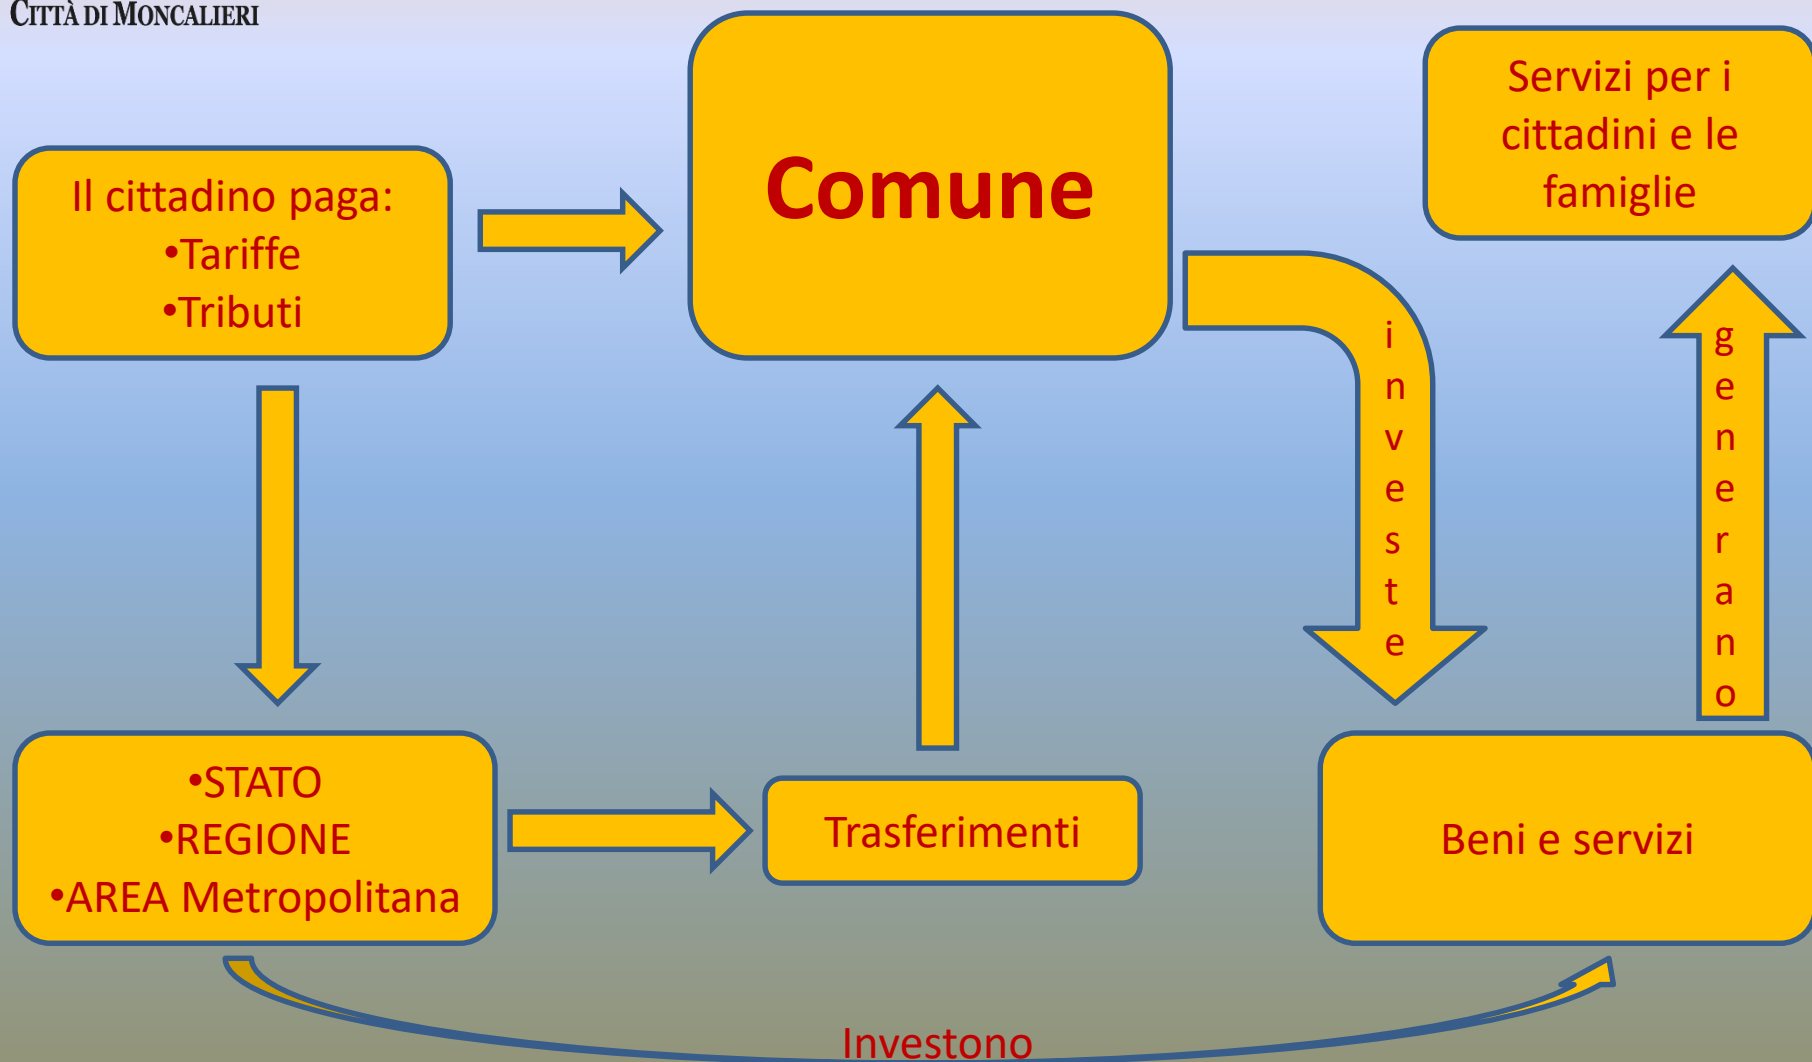 CITTÀ DI MONCALIERI
Il cittadino paga:
•Tariffe
•Tributi
Comune
Servizi per i
cittadini e le
famiglie
investe
generano
•STATO
•REGIONE
•AREA Metropolitana
Trasferimenti
Beni e servizi
Investono